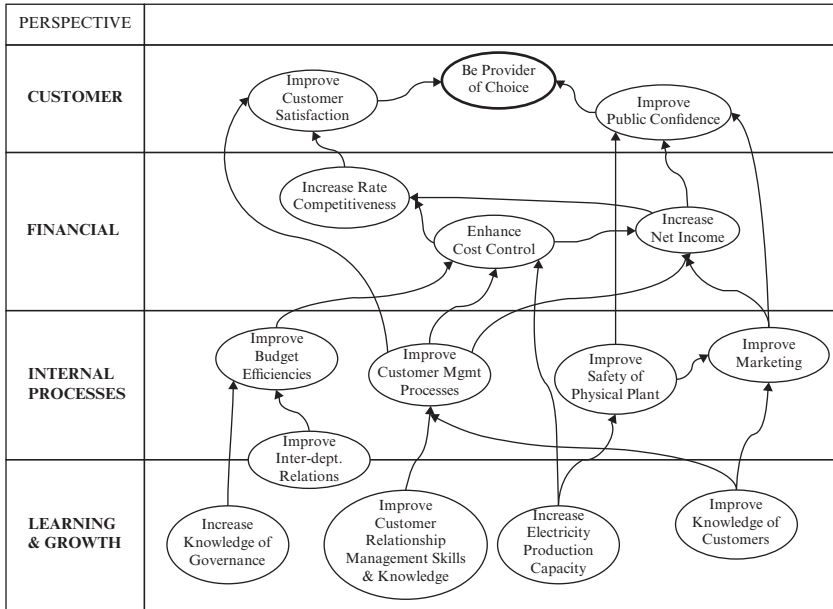 PERSPECTIVE
CUSTOMER
Improve
Customer
Satisfaction
Be Provider
of Choice
Improve
Public Confidence
FINANCIAL
Increase Rate
Competitiveness
Enhance
Cost Control
Increase
Net Income
INTERNAL
PROCESSES
Improve
Budget
Efficiencies
Improve
Customer Mgmt
Processes
Improve
Safety of
Physical Plant
Improve
Marketing
Improve
Inter-dept.
Relations
LEARNING
& GROWTH
Increase
Knowledge of
Governance
Improve
Customer
Relationship
Management Skills
& Knowledge
Increase
Electricity
Production
Capacity
Improve
Knowledge of
Customers